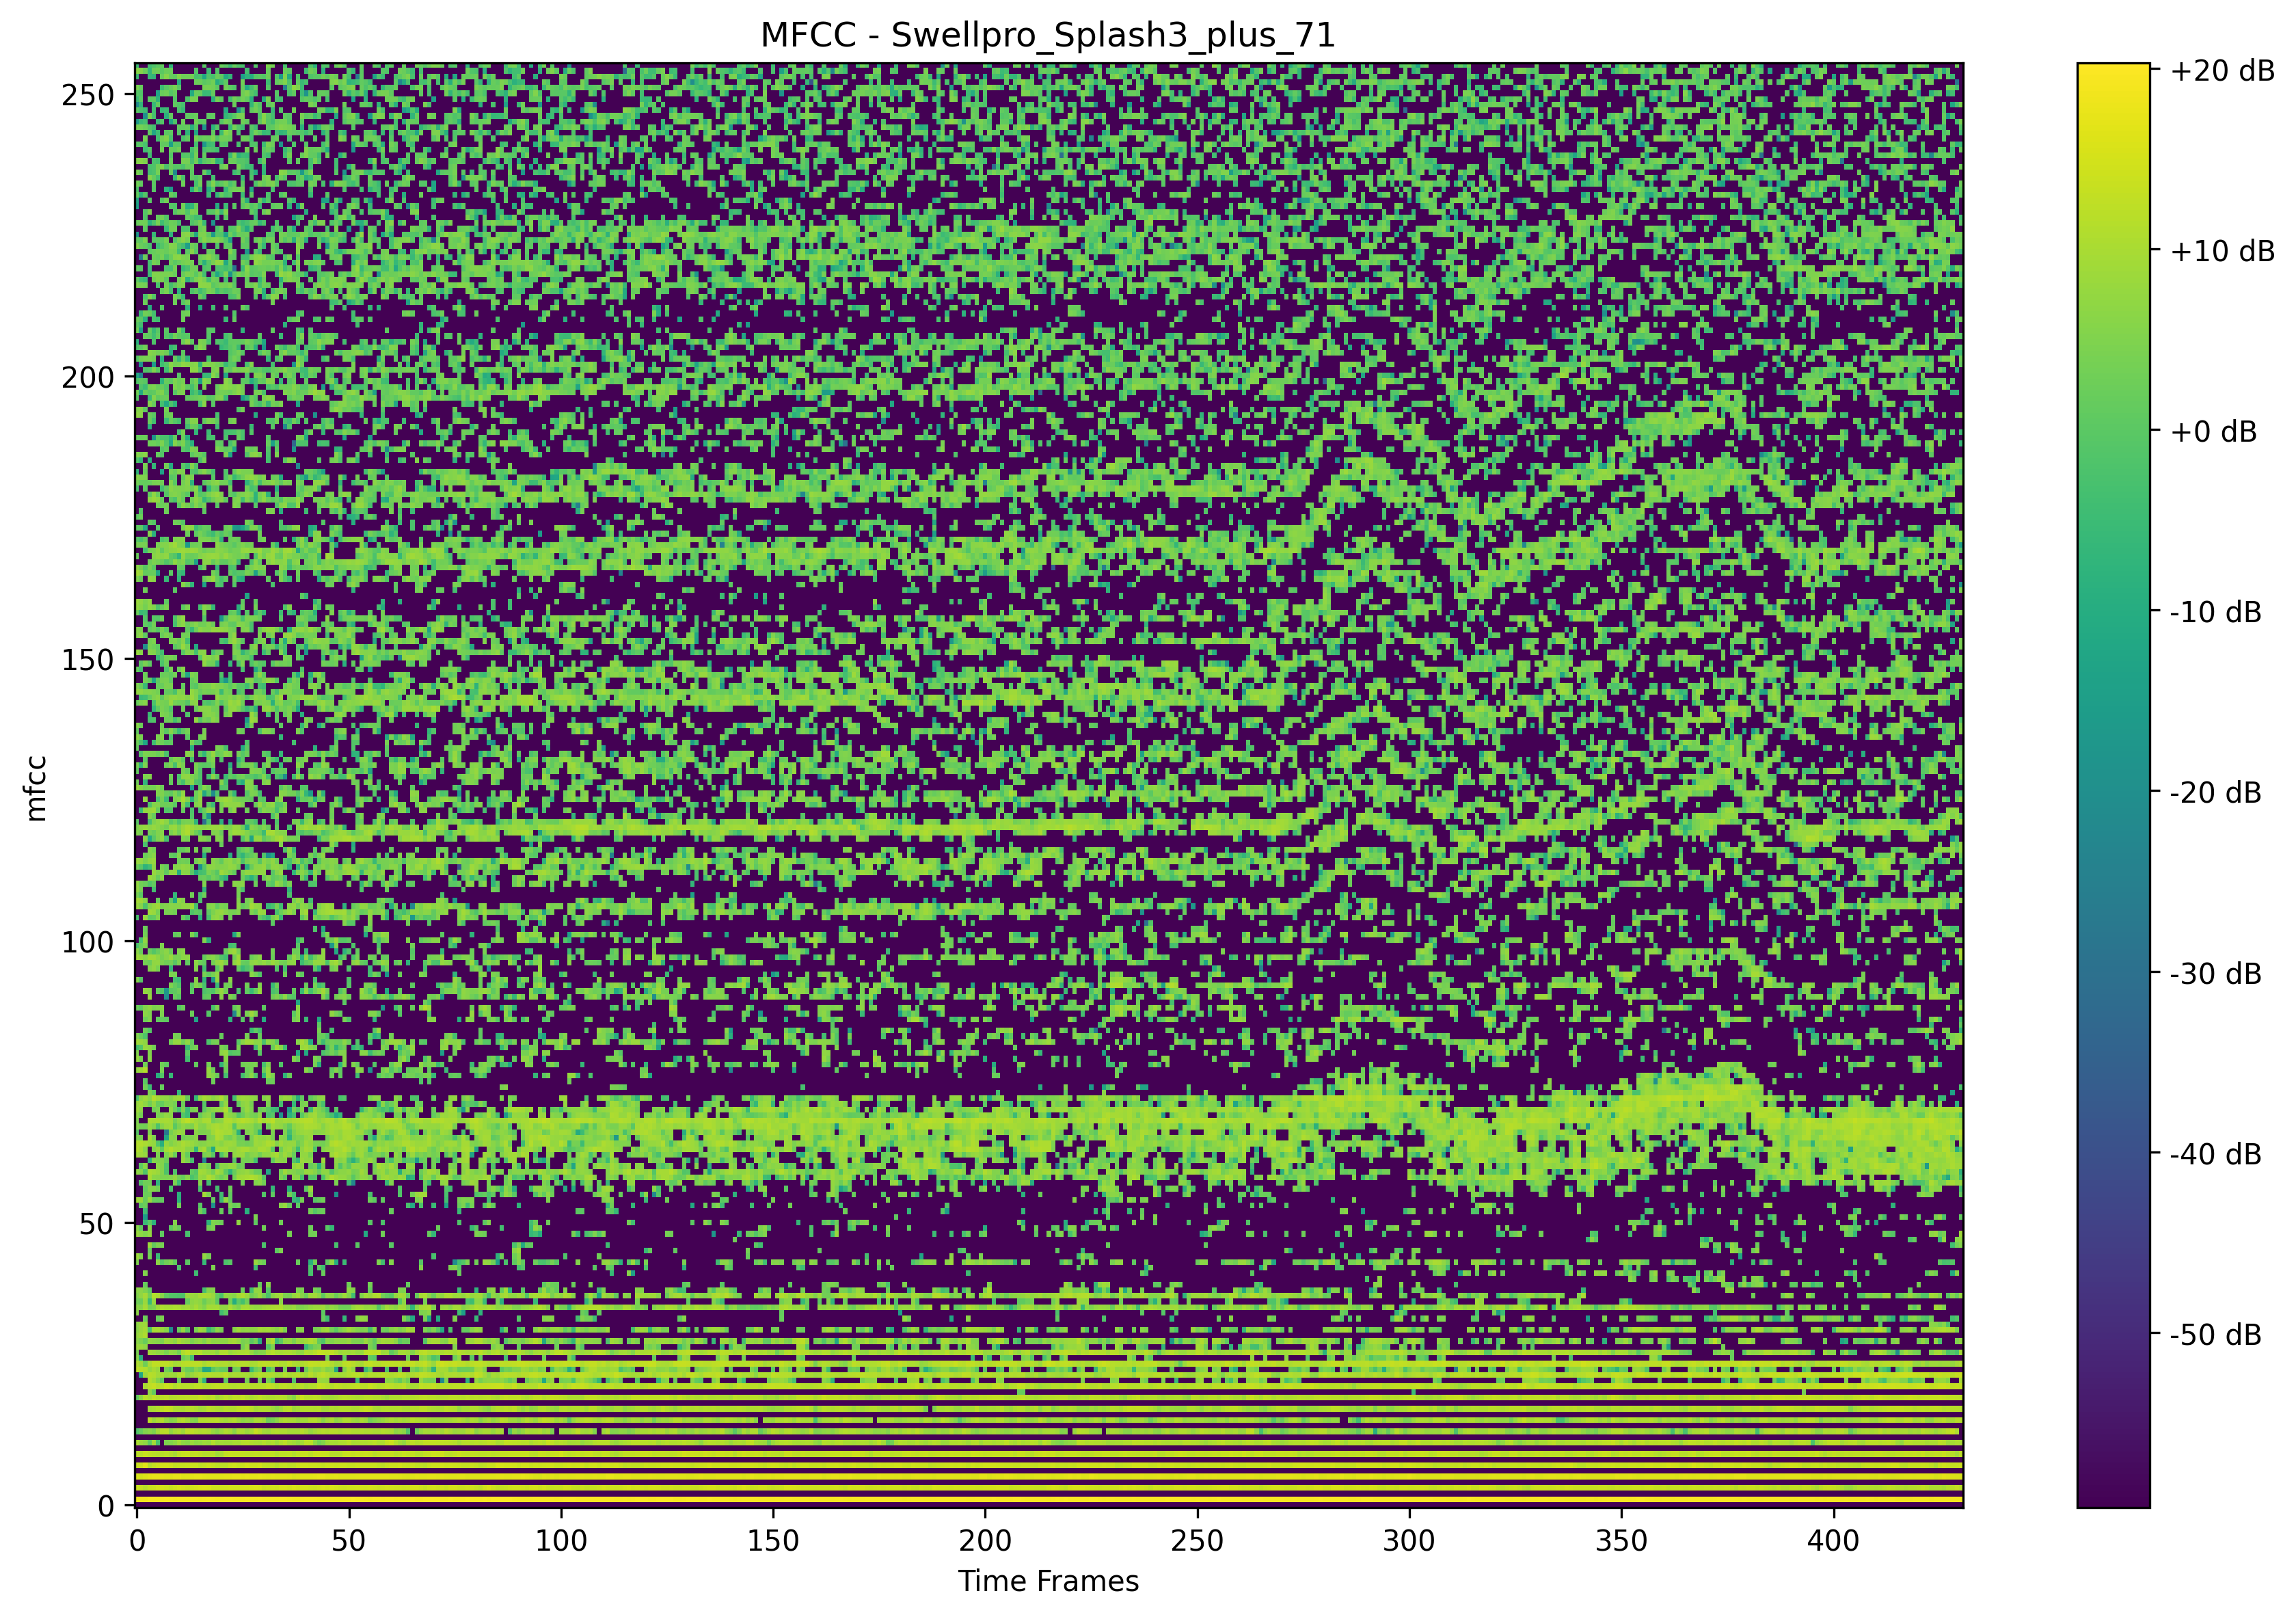 MFCC - Swellpro_Splash3_plus_71
250
200
150
100
50
0
mfcc
0 50 100 150 200 250 300 350 400
Time Frames
+20 dB
+10 dB
+0 dB
-10 dB
-20 dB
-30 dB
-40 dB
-50 dB